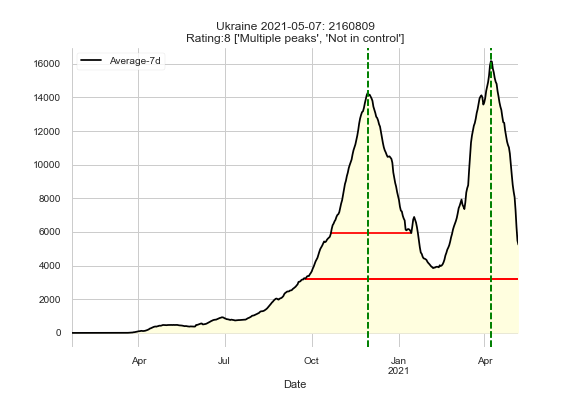 Ukraine 2021-05-07: 2160809
Rating:8 ['Multiple peaks', 'Not in control']
Average-7d
16000
14000
12000
10000
8000
6000
4000
2000
0
Apr
Jul
Oct
Jan
2021
Apr
Date